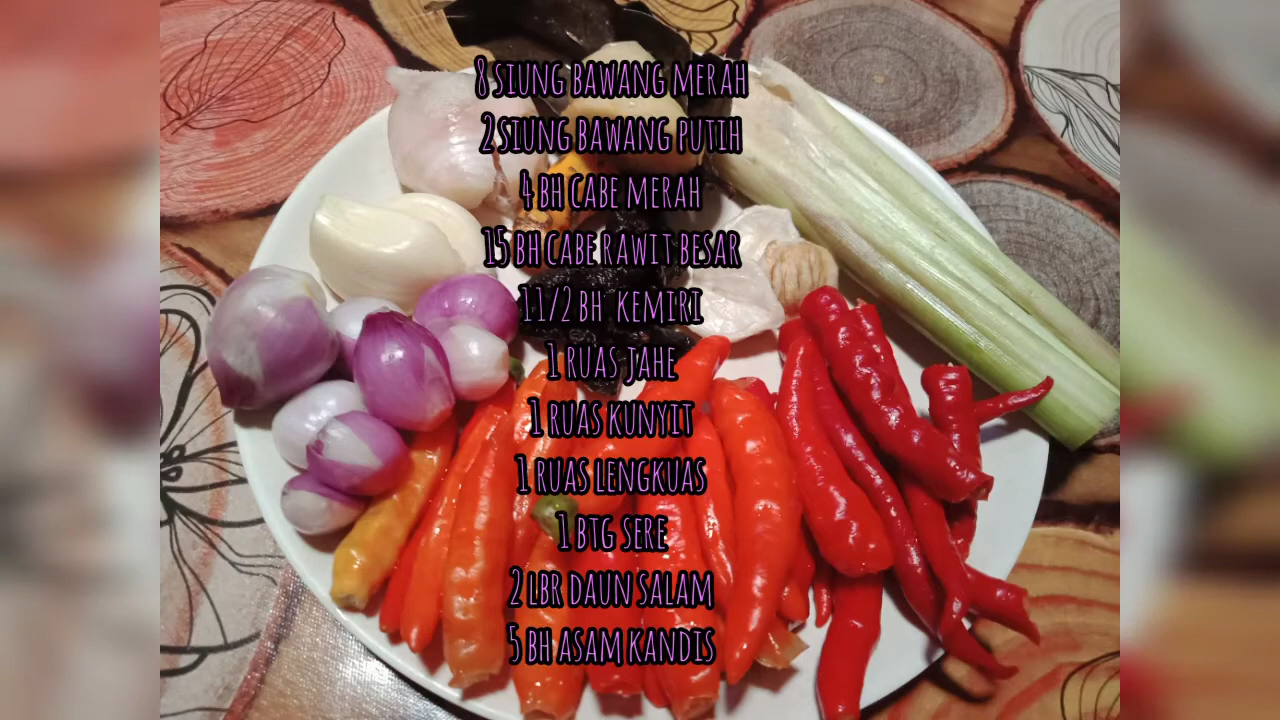 8 SIUNG BAWANG MERAH
2 SIUNG BAWANG PUTIH
4 BH CABE MERAH
15 BH CABE RAWIT BESAR
11/2 BH KEMIRI
1 RUAS JAHE
1 RUAS KUNYIT
1 RUAS LENGKUAS
1 BTG SERE
2 LBR DAUN SALAM
5 BH ASAM KANDIS